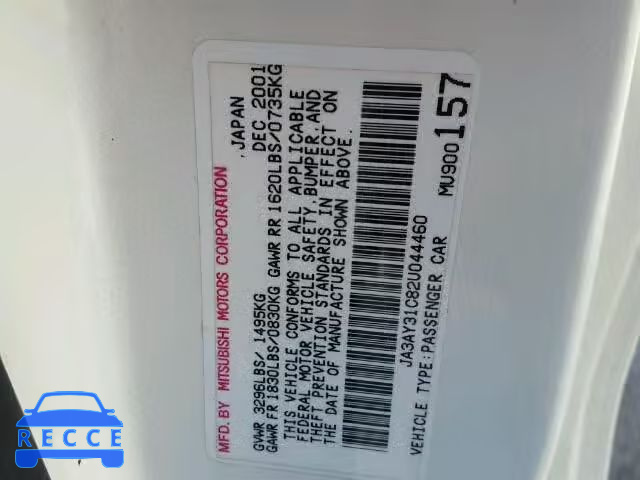 MFD. BY MITSUBISHI MOTORS CORPORATION, JAPAN
GVWR 3296LBS/ 1495KG DEC 2001
GAWR FR 1830LBS/0830KG GAWR RR 1620LBS/0735KG
THIS VEHICLE CONFORMS TO ALL APPLICABLE
FEDERAL MOTOR VEHICLE SAFETY, BUMPER, AND
THEFT PREVENTION STANDARDS IN EFFECT ON
THE DATE OF MANUFACTURE SHOWN ABOVE.
JA3AY31C82U044460 MU900157
VEHICLE TYPE:PASSENGER CAR
RECCE